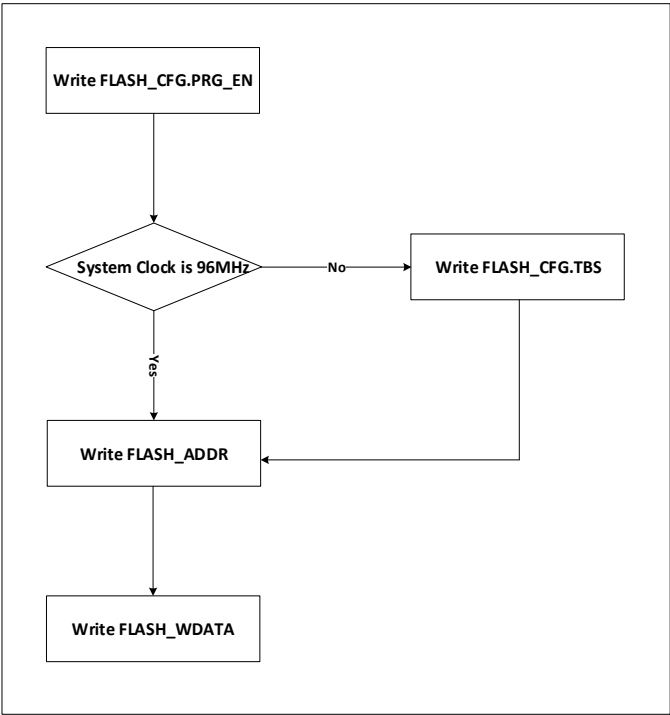 Write FLASH_CFG.PRG_EN
System Clock is 96MHz
No
Write FLASH_CFG.TBS
Yes
Write FLASH_ADDR
Write FLASH_WDATA